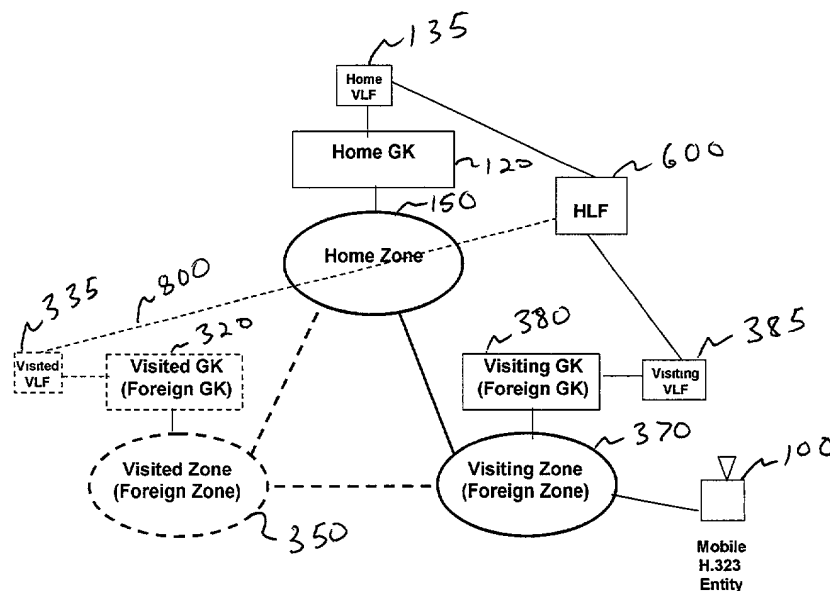 135
Home
VLF
Home GK
120
600
HLF
150
Home Zone
335
800
320
380
385
Visited
VLF
Visited GK
(Foreign GK)
Visiting GK
(Foreign GK)
Visiting
VLF
370
100
Visited Zone
(Foreign Zone)
Visiting Zone
(Foreign Zone)
350
Mobile
H.323
Entity